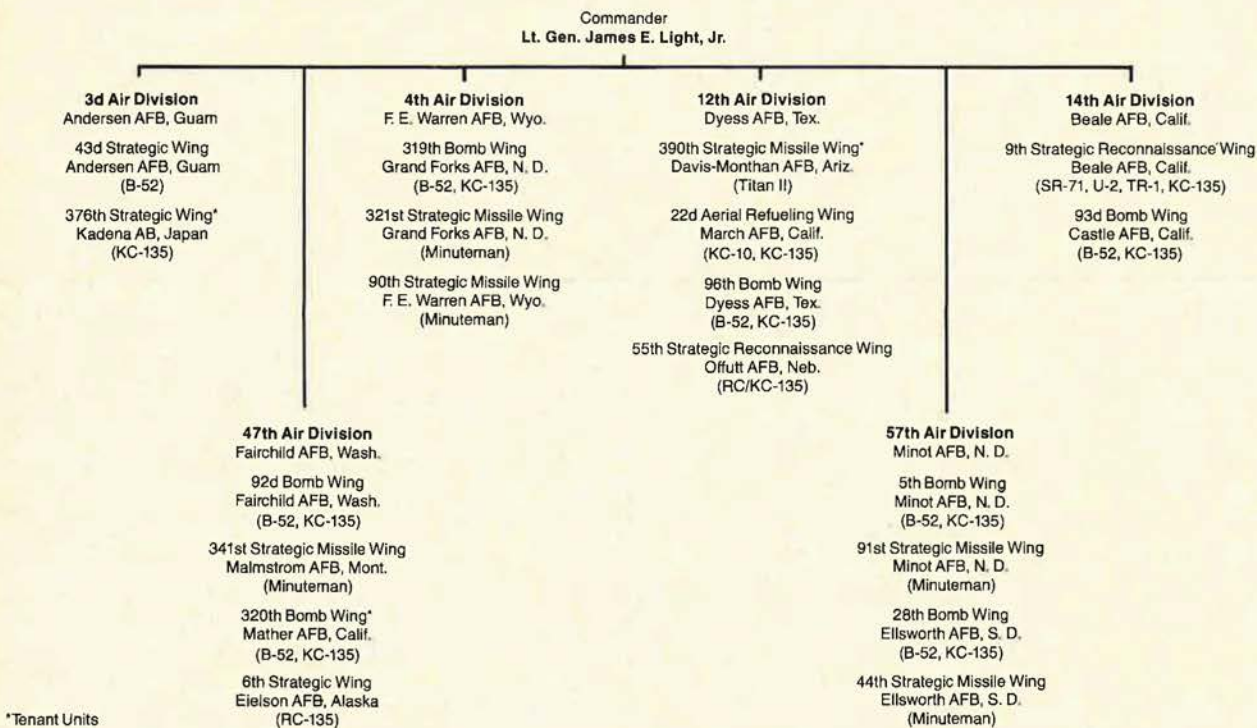 Commander
Lt. Gen. James E. Light, Jr.
3d Air Division
Andersen AFB, Guam
43d Strategic Wing
Andersen AFB, Guam
(B-52)
376th Strategic Wing*
Kadena AB, Japan
(KC-135)
4th Air Division
F. E. Warren AFB, Wyo.
319th Bomb Wing
Grand Forks AFB, N. D.
(B-52, KC-135)
321st Strategic Missile Wing
Grand Forks AFB, N. D.
(Minuteman)
90th Strategic Missile Wing
F. E. Warren AFB, Wyo.
(Minuteman)
12th Air Division
Dyess AFB, Tex.
390th Strategic Missile Wing*
Davis-Monthan AFB, Ariz.
(Titan II)
22d Aerial Refueling Wing
March AFB, Calif.
(KC-10, KC-135)
96th Bomb Wing
Dyess AFB, Tex.
(B-52, KC-135)
55th Strategic Reconnaissance Wing
Offutt AFB, Neb.
(RC/KC-135)
14th Air Division
Beale AFB, Calif.
9th Strategic Reconnaissance Wing
Beale AFB, Calif.
(SR-71, U-2, TR-1, KC-135)
93d Bomb Wing
Castle AFB, Calif.
(B-52, KC-135)
47th Air Division
Fairchild AFB, Wash.
92d Bomb Wing
Fairchild AFB, Wash.
(B-52, KC-135)
341st Strategic Missile Wing
Malmstrom AFB, Mont.
(Minuteman)
320th Bomb Wing*
Mather AFB, Calif.
(B-52, KC-135)
6th Strategic Wing
Eielson AFB, Alaska
(RC-135)
57th Air Division
Minot AFB, N. D.
5th Bomb Wing
Minot AFB, N. D.
(B-52, KC-135)
91st Strategic Missile Wing
Minot AFB, N. D.
(Minuteman)
28th Bomb Wing
Ellsworth AFB, S. D.
(B-52, KC-135)
44th Strategic Missile Wing
Ellsworth AFB, S. D.
(Minuteman)
*Tenant Units